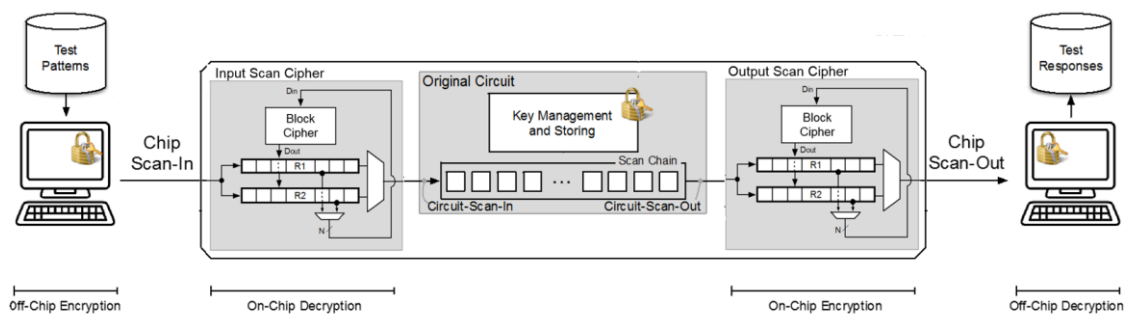 Test
Patterns
Test
Responses
Input Scan Cipher
Original Circuit
Output Scan Cipher
Din
Block
Cipher
Dout
R1
R2
N
Key Management
and Storing
Scan Chain
...
Circuit-Scan-In
Circuit-Scan-Out
Din
Block
Cipher
Dout
R1
R2
N
Chip
Scan-In
Chip
Scan-Out
Off-Chip Encryption
On-Chip Decryption
On-Chip Encryption
Off-Chip Decryption